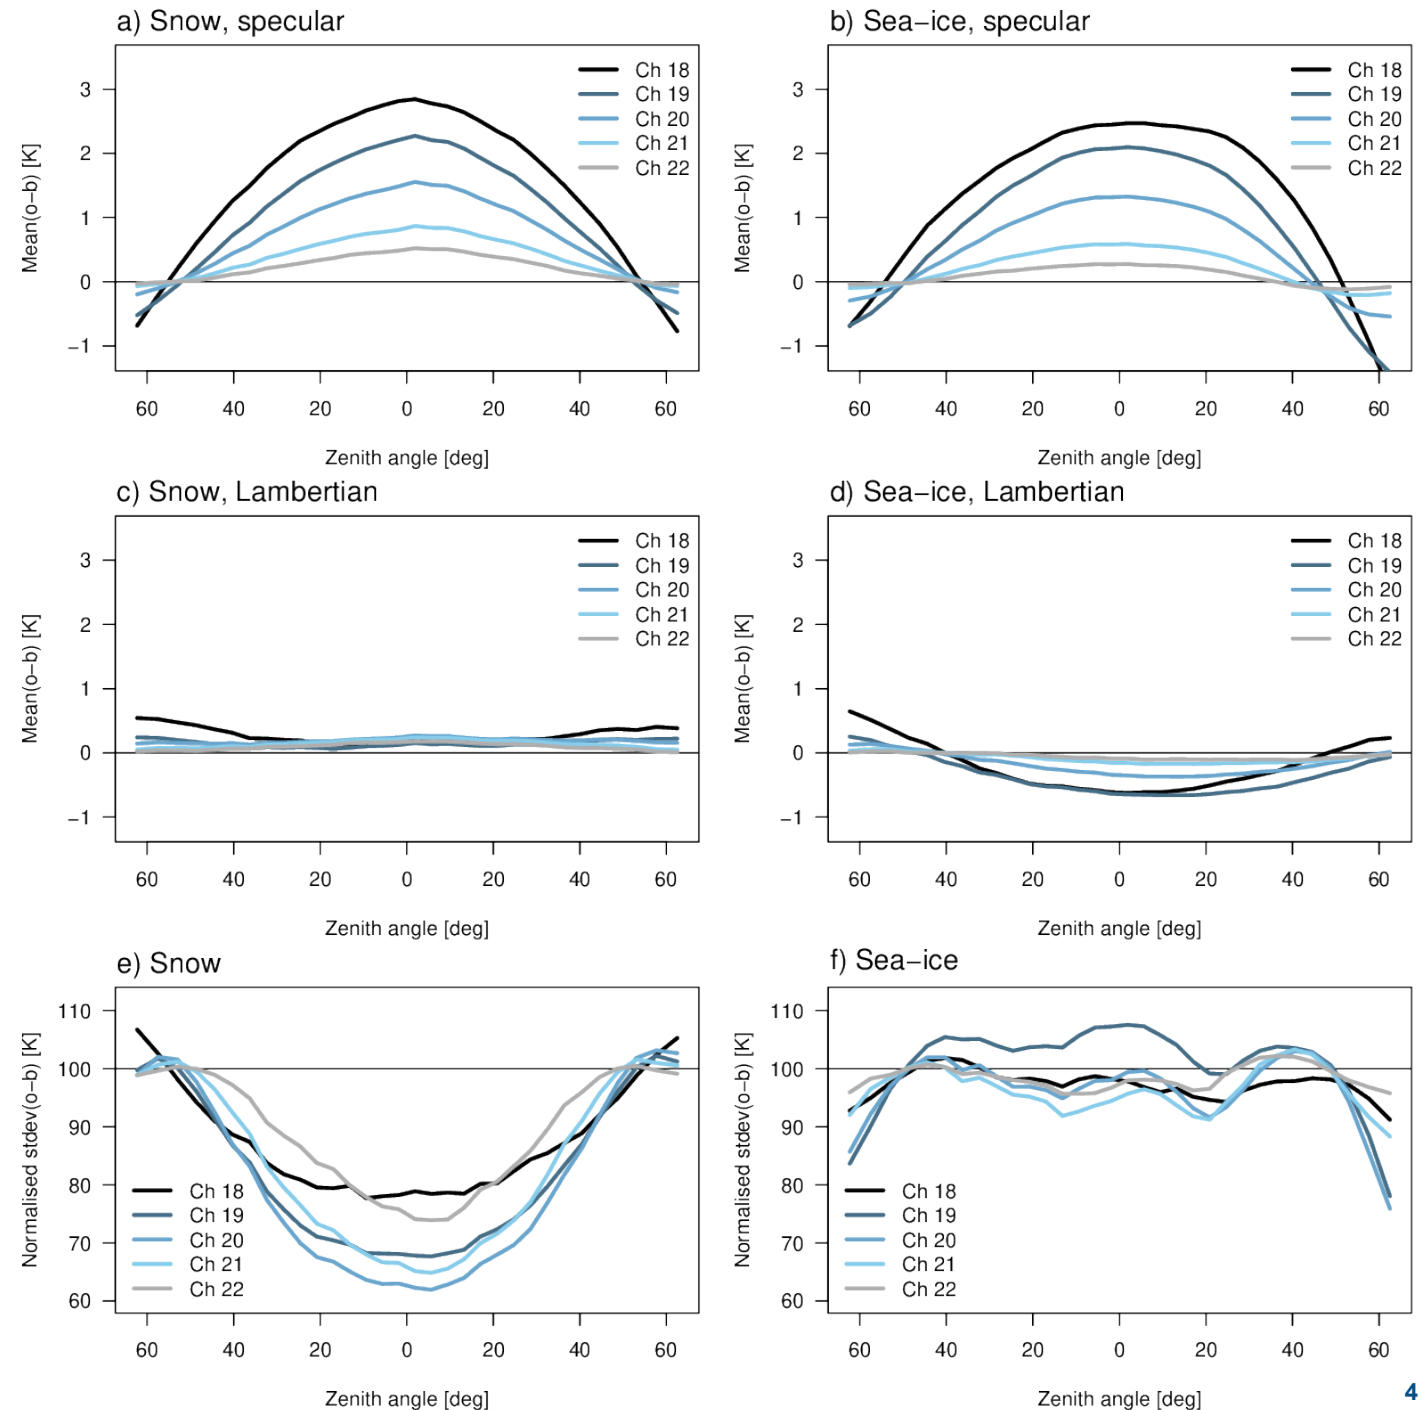 a) Snow, specular
Mean(o−b) [K]
3
2
1
0
−1
Ch 18
Ch 19
Ch 20
Ch 21
Ch 22
60 40 20 0 20 40 60
Zenith angle [deg]
b) Sea−ice, specular
Mean(o−b) [K]
3
2
1
0
−1
Ch 18
Ch 19
Ch 20
Ch 21
Ch 22
60 40 20 0 20 40 60
Zenith angle [deg]
c) Snow, Lambertian
Mean(o−b) [K]
3
2
1
0
−1
Ch 18
Ch 19
Ch 20
Ch 21
Ch 22
60 40 20 0 20 40 60
Zenith angle [deg]
d) Sea−ice, Lambertian
Mean(o−b) [K]
3
2
1
0
−1
Ch 18
Ch 19
Ch 20
Ch 21
Ch 22
60 40 20 0 20 40 60
Zenith angle [deg]
e) Snow
Normalised stdev(o−b) [K]
110
100
90
80
70
60
Ch 18
Ch 19
Ch 20
Ch 21
Ch 22
60 40 20 0 20 40 60
Zenith angle [deg]
f) Sea−ice
Normalised stdev(o−b) [K]
110
100
90
80
70
60
Ch 18
Ch 19
Ch 20
Ch 21
Ch 22
60 40 20 0 20 40 60
Zenith angle [deg]
4